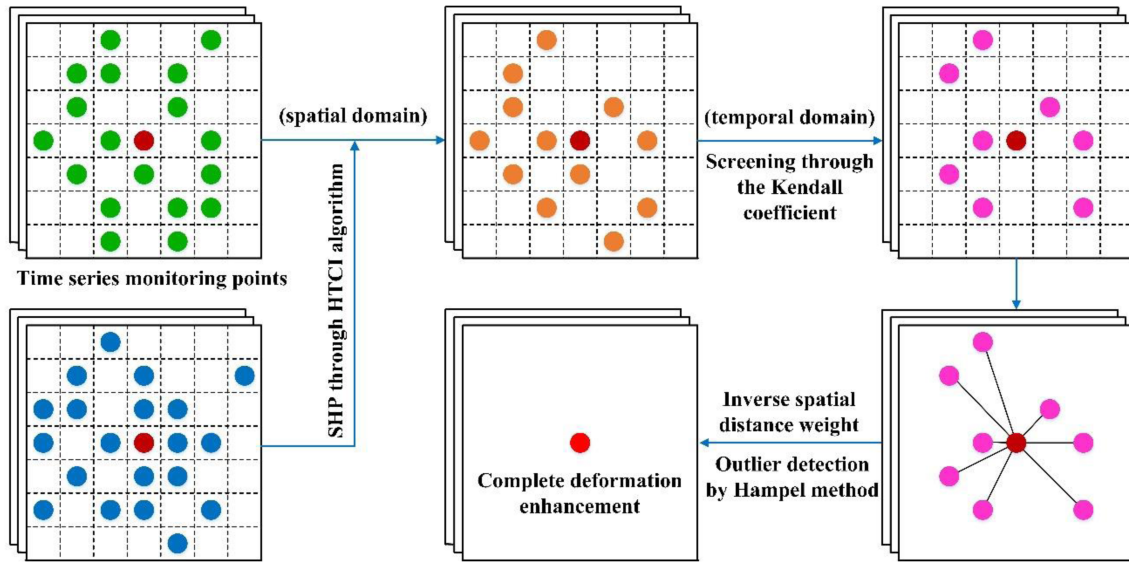 (spatial domain)
(temporal domain)
Screening through
the Kendall
coefficient
Time series monitoring points
SHP through HTCI algorithm
Inverse spatial
distance weight
Outlier detection
by Hampel method
Complete deformation
enhancement